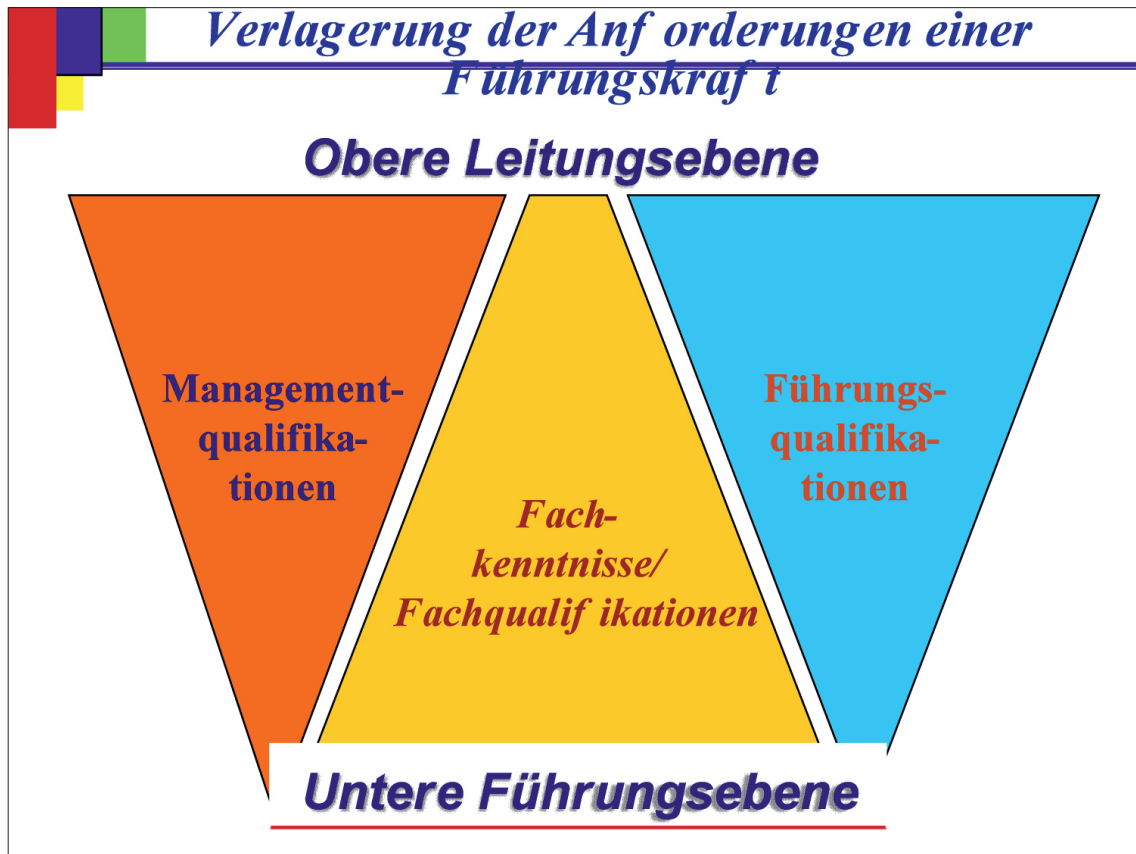 Verlagerung der Anf orderungen einer
Führungskraf t
Obere Leitungsebene
Management-
qualifika-
tionen
Führungs-
qualifika-
tionen
Fach-
kenntnisse/
Fachqualif ikationen
Untere Führungsebene